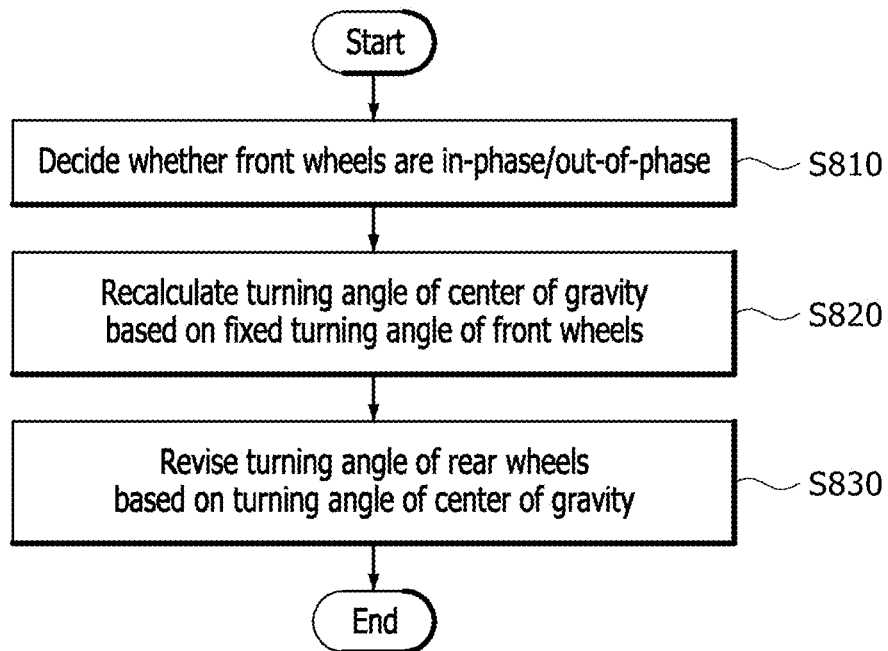 Start
Decide whether front wheels are in-phase/out-of-phase
S810
Recalculate turning angle of center of gravity
based on fixed turning angle of front wheels
S820
Revise turning angle of rear wheels
based on turning angle of center of gravity
S830
End